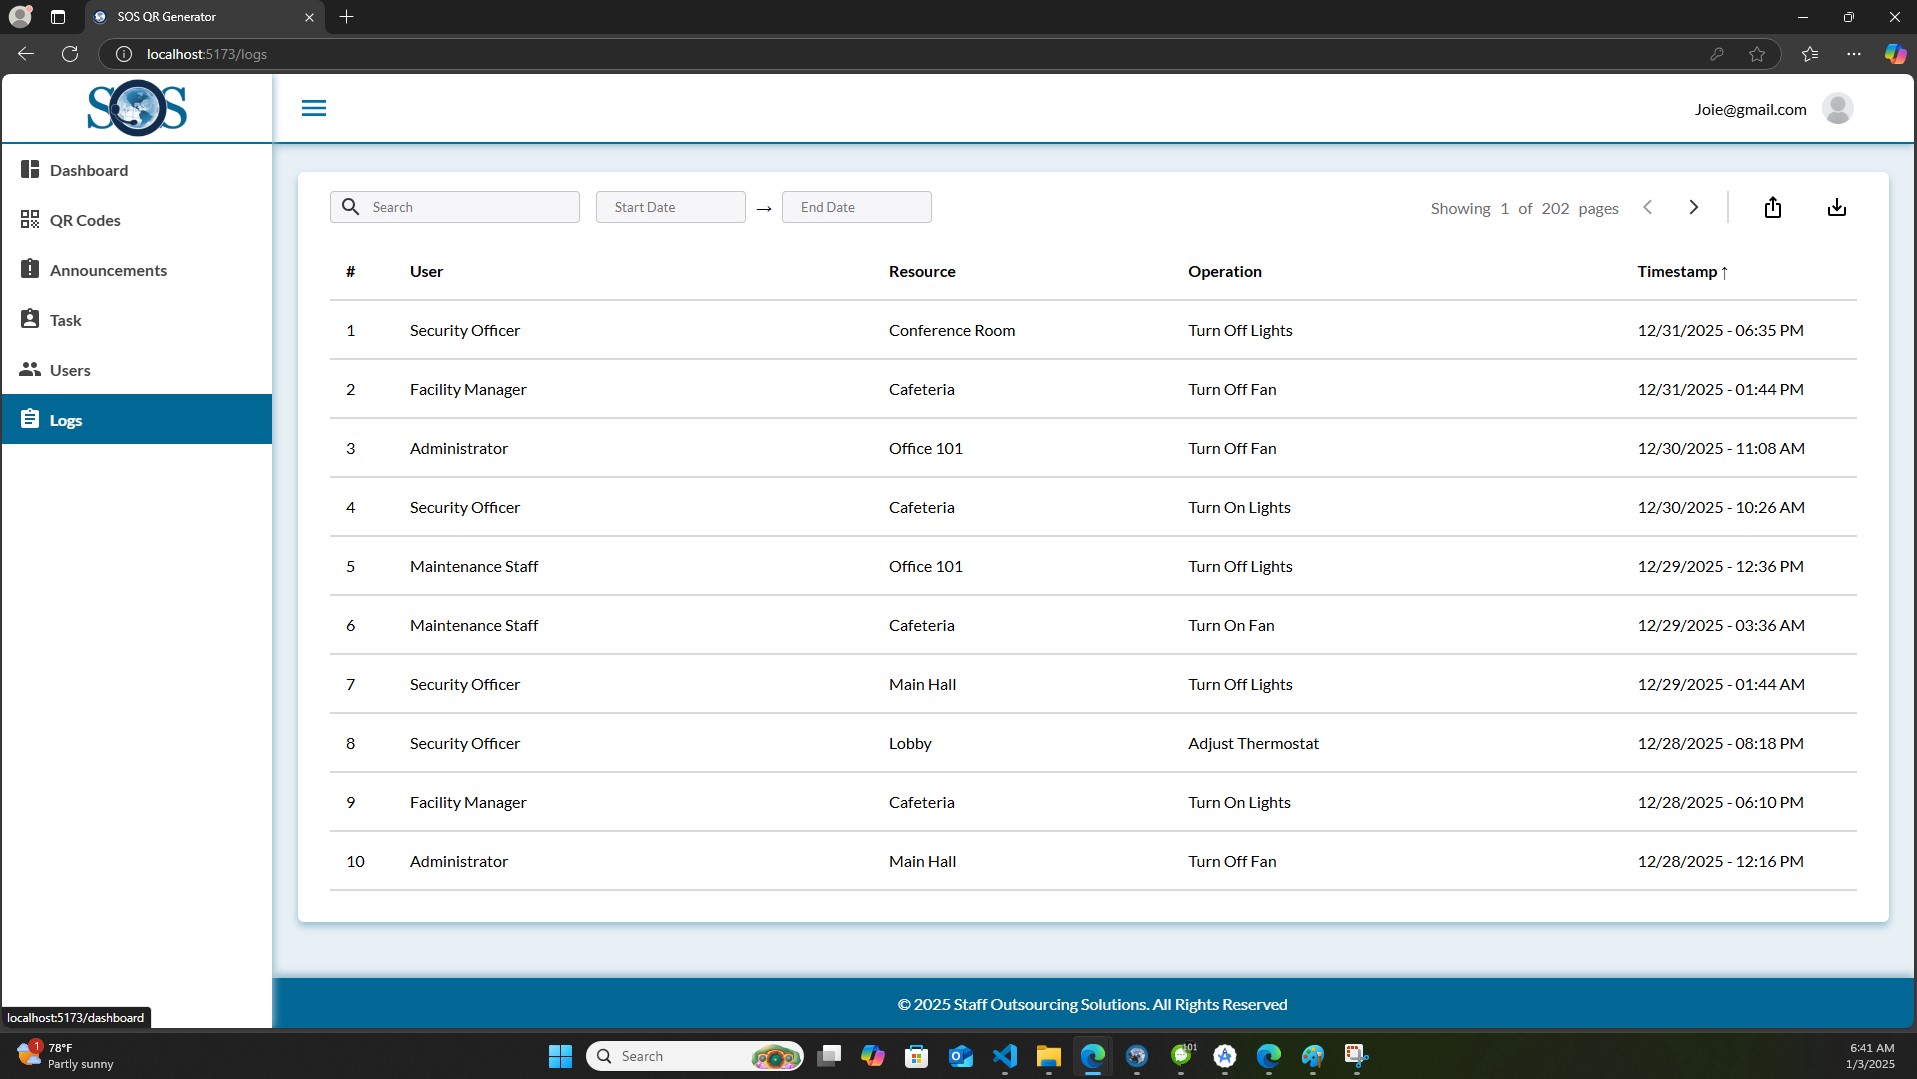 SOS QR Generator
localhost:5173/logs
SOS
Joie@gmail.com
Dashboard
QR Codes
Announcements
Task
Users
Logs
Search
Start Date
→
End Date
Showing 1 of 202 pages
# User Resource Operation Timestamp ↑
1 Security Officer Conference Room Turn Off Lights 12/31/2025 - 06:35 PM
2 Facility Manager Cafeteria Turn Off Fan 12/31/2025 - 01:44 PM
3 Administrator Office 101 Turn Off Fan 12/30/2025 - 11:08 AM
4 Security Officer Cafeteria Turn On Lights 12/30/2025 - 10:26 AM
5 Maintenance Staff Office 101 Turn Off Lights 12/29/2025 - 12:36 PM
6 Maintenance Staff Cafeteria Turn On Fan 12/29/2025 - 03:36 AM
7 Security Officer Main Hall Turn Off Lights 12/29/2025 - 01:44 AM
8 Security Officer Lobby Adjust Thermostat 12/28/2025 - 08:18 PM
9 Facility Manager Cafeteria Turn On Lights 12/28/2025 - 06:10 PM
10 Administrator Main Hall Turn Off Fan 12/28/2025 - 12:16 PM
© 2025 Staff Outsourcing Solutions. All Rights Reserved
localhost:5173/dashboard
1
78°F
Partly sunny
Search
101
6:41 AM
1/3/2025